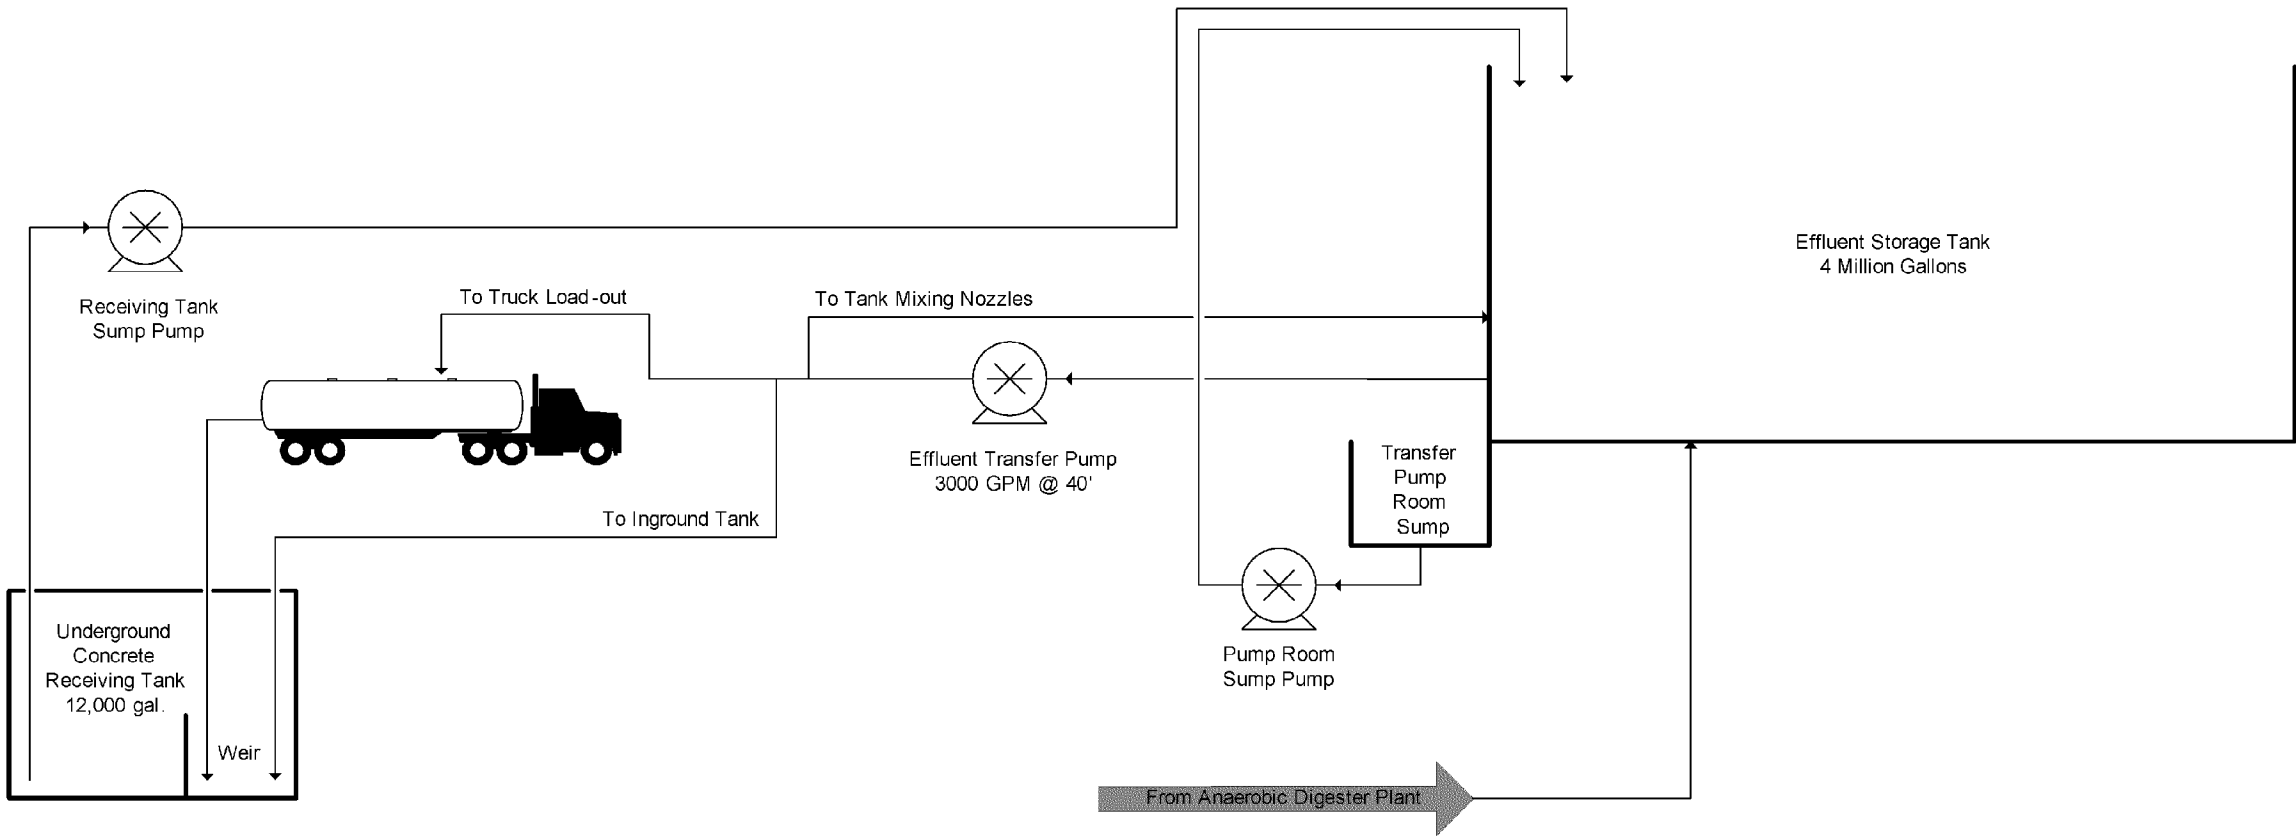 Effluent Storage Tank
4 Million Gallons
Receiving Tank
Sump Pump
To Truck Load-out
To Tank Mixing Nozzles
Effluent Transfer Pump
3000 GPM @ 40'
Transfer
Pump
Room
Sump
To Inground Tank
Underground
Concrete
Receiving Tank
12,000 gal.
Weir
Pump Room
Sump Pump
From Anaerobic Digester Plant